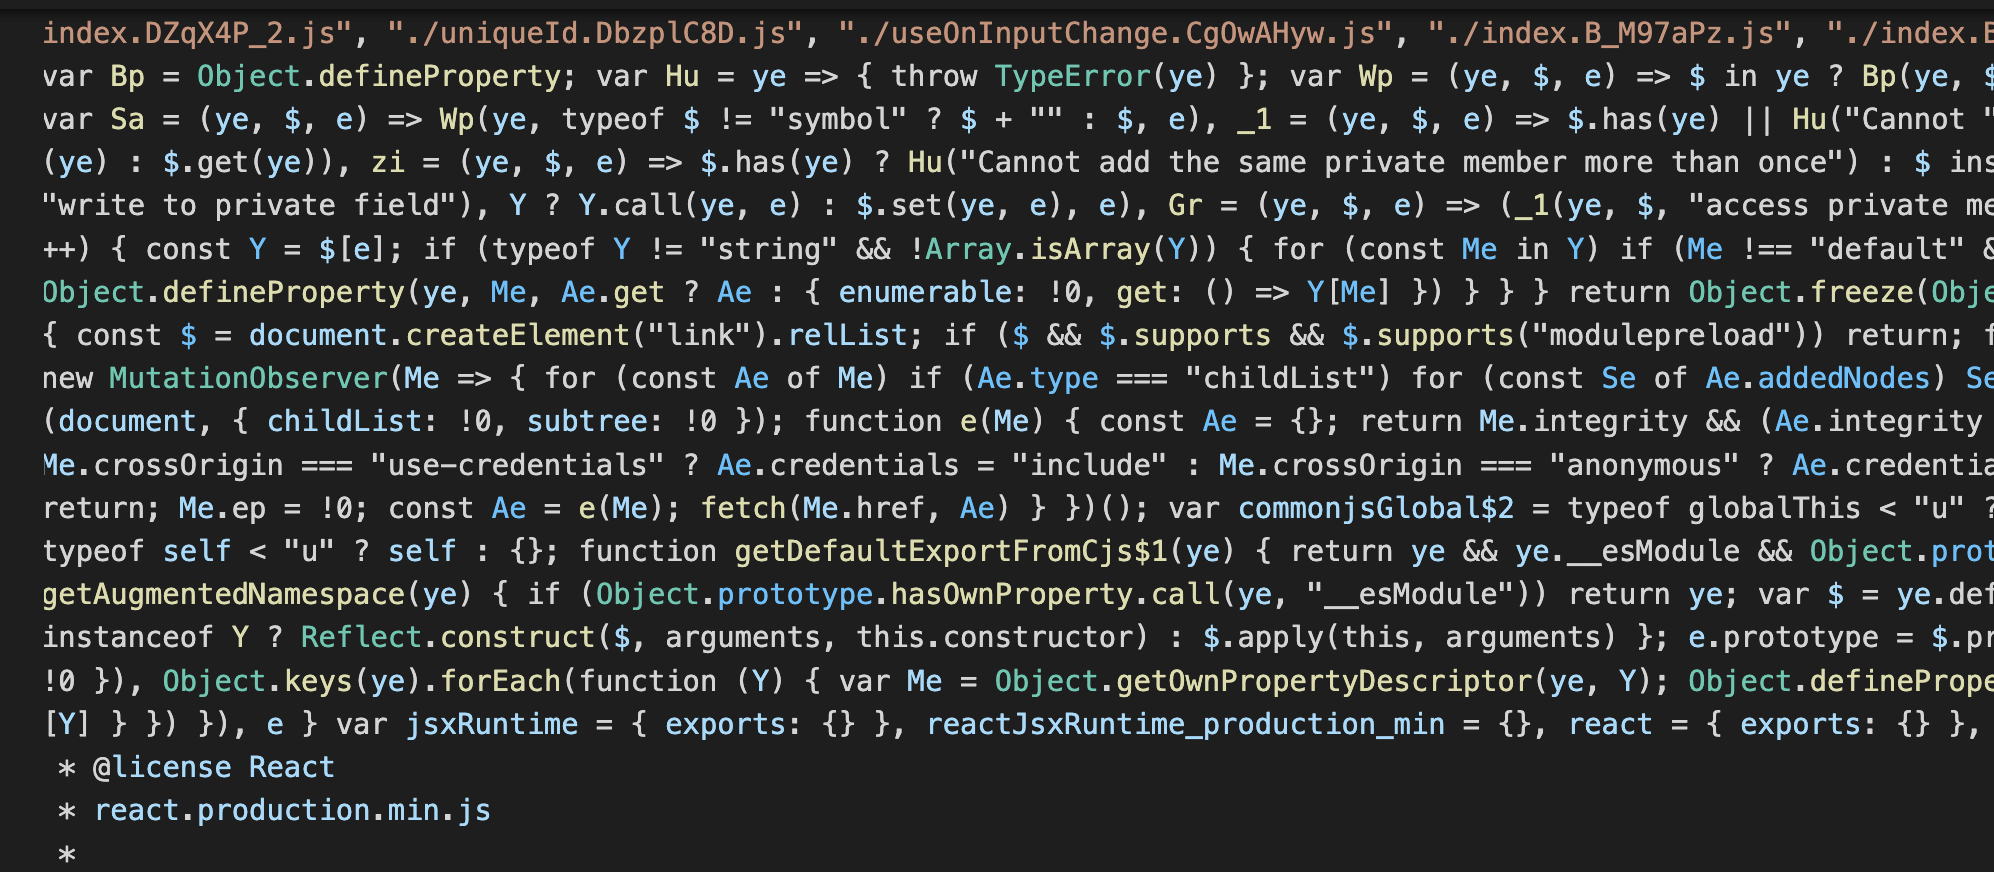 index.DZqX4P_2.js", "./uniqueId.DbzplC8D.js", "./useOnInputChange.CgOwAHyw.js", "./index.B_M97aPz.js", "./index.B
var Bp = Object.defineProperty; var Hu = ye => { throw TypeError(ye) }; var Wp = (ye, $, e) => $ in ye ? Bp(ye, $
var Sa = (ye, $, e) => Wp(ye, typeof $ != "symbol" ? $ + "" : $, e), _1 = (ye, $, e) => $.has(ye) || Hu("Cannot "
(ye) : $.get(ye)), zi = (ye, $, e) => $.has(ye) ? Hu("Cannot add the same private member more than once") : $ ins
"write to private field"), Y ? Y.call(ye, e) : $.set(ye, e), e), Gr = (ye, $, e) => (_1(ye, $, "access private me
++) { const Y = $[e]; if (typeof Y != "string" && !Array.isArray(Y)) { for (const Me in Y) if (Me !== "default" &
Object.defineProperty(ye, Me, Ae.get ? Ae : { enumerable: !0, get: () => Y[Me] }) } } } return Object.freeze(Obje
{ const $ = document.createElement("link").relList; if ($ && $.supports && $.supports("modulepreload")) return; f
new MutationObserver(Me => { for (const Ae of Me) if (Ae.type === "childList") for (const Se of Ae.addedNodes) Se
(document, { childList: !0, subtree: !0 }); function e(Me) { const Ae = {}; return Me.integrity && (Ae.integrity
Me.crossOrigin === "use-credentials" ? Ae.credentials = "include" : Me.crossOrigin === "anonymous" ? Ae.credentia
return; Me.ep = !0; const Ae = e(Me); fetch(Me.href, Ae) } })(); var commonjsGlobal$2 = typeof globalThis < "u" ?
typeof self < "u" ? self : {}; function getDefaultExportFromCjs$1(ye) { return ye && ye.__esModule && Object.prot
getAugmentedNamespace(ye) { if (Object.prototype.hasOwnProperty.call(ye, "__esModule")) return ye; var $ = ye.def
instanceof Y ? Reflect.construct($, arguments, this.constructor) : $.apply(this, arguments) }; e.prototype = $.pr
!0 }), Object.keys(ye).forEach(function (Y) { var Me = Object.getOwnPropertyDescriptor(ye, Y); Object.definePrope
[Y] } }) }), e } var jsxRuntime = { exports: {} }, reactJsxRuntime_production_min = {}, react = { exports: {} },
* @license React
* react.production.min.js
*